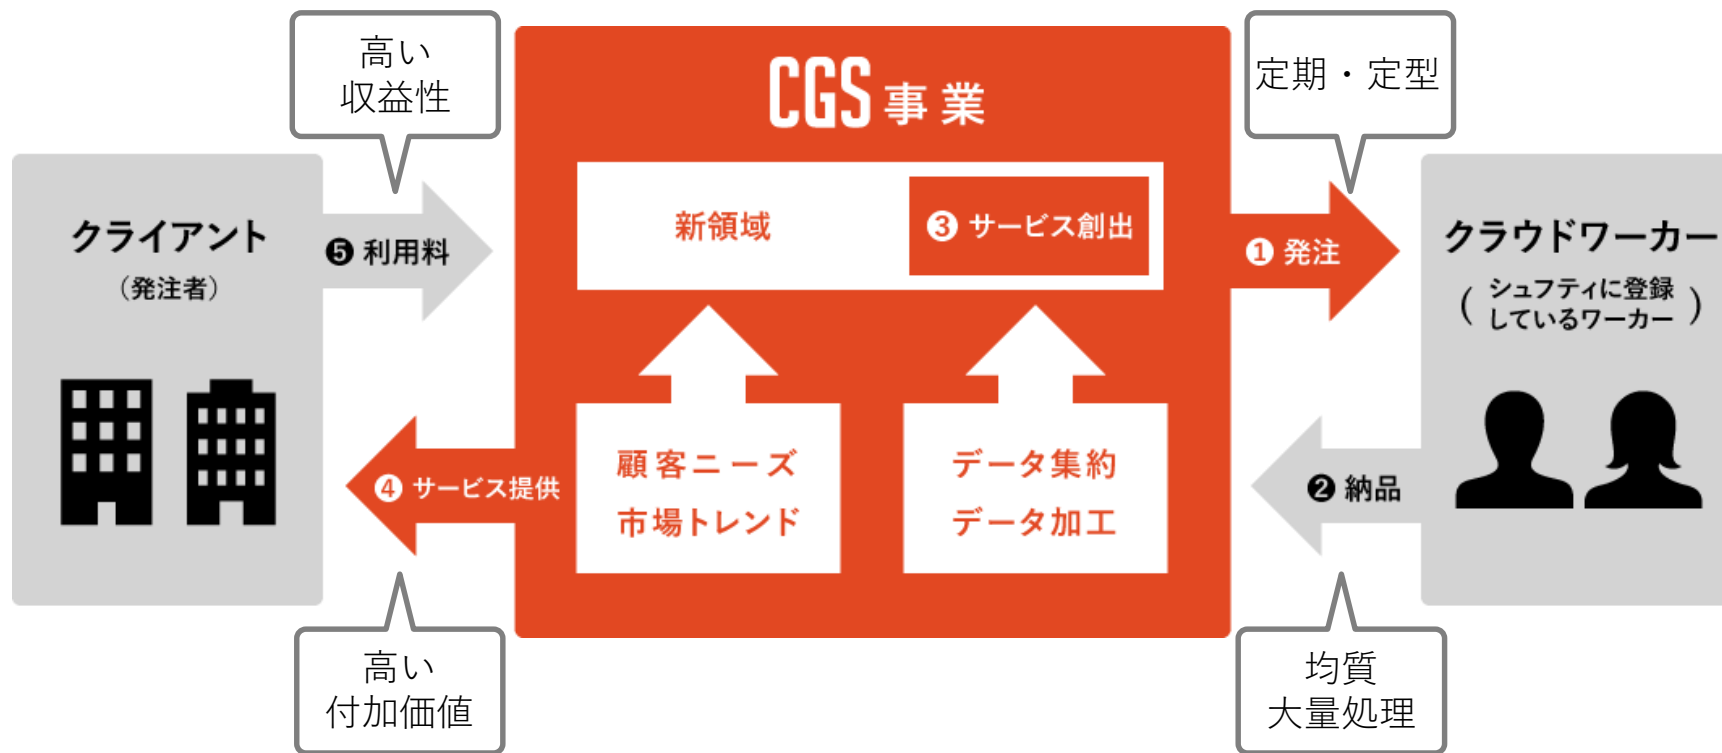 高い
収益性
CGS事業
定期・定型
クライアント
（発注者）
❺ 利用料
新領域
❸ サービス創出
❶ 発注
クラウドワーカー
（シュフティに登録
しているワーカー）
❹ サービス提供
顧客ニーズ
市場トレンド
データ集約
データ加工
❷ 納品
高い
付加価値
均質
大量処理